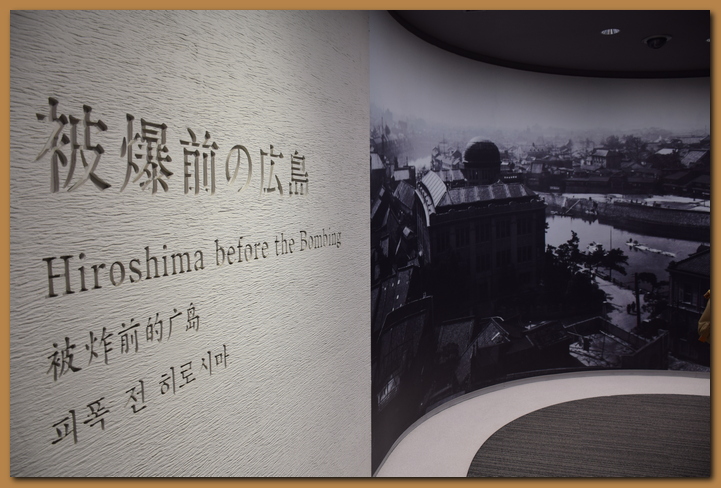 被爆前の広島
Hiroshima before the Bombing
被炸前的广岛
피폭 전 히로시마